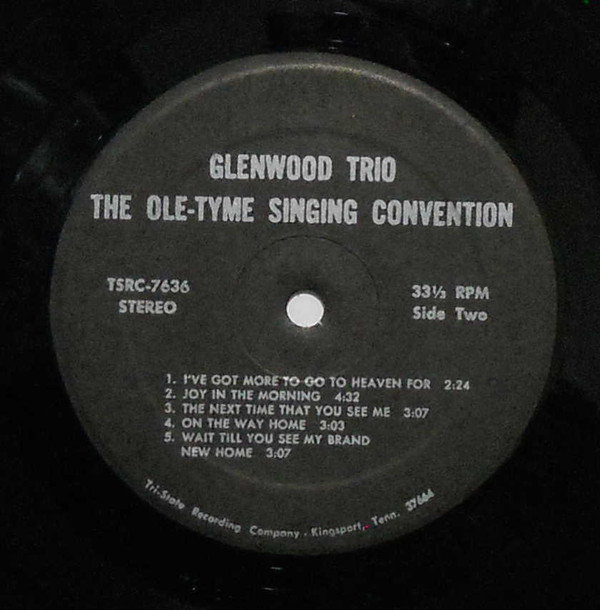 GLENWOOD TRIO
THE OLE-TYME SINGING CONVENTION
TSRC-7636
STEREO
33⅓ RPM
Side Two
1. I'VE GOT MORE TO GO TO HEAVEN FOR 2:24
2. JOY IN THE MORNING 4:32
3. THE NEXT TIME THAT YOU SEE ME 3:07
4. ON THE WAY HOME 3:03
5. WAIT TILL YOU SEE MY BRAND
NEW HOME 3:07
Tri-State Recording Company - Kingsport, Tenn. 37664